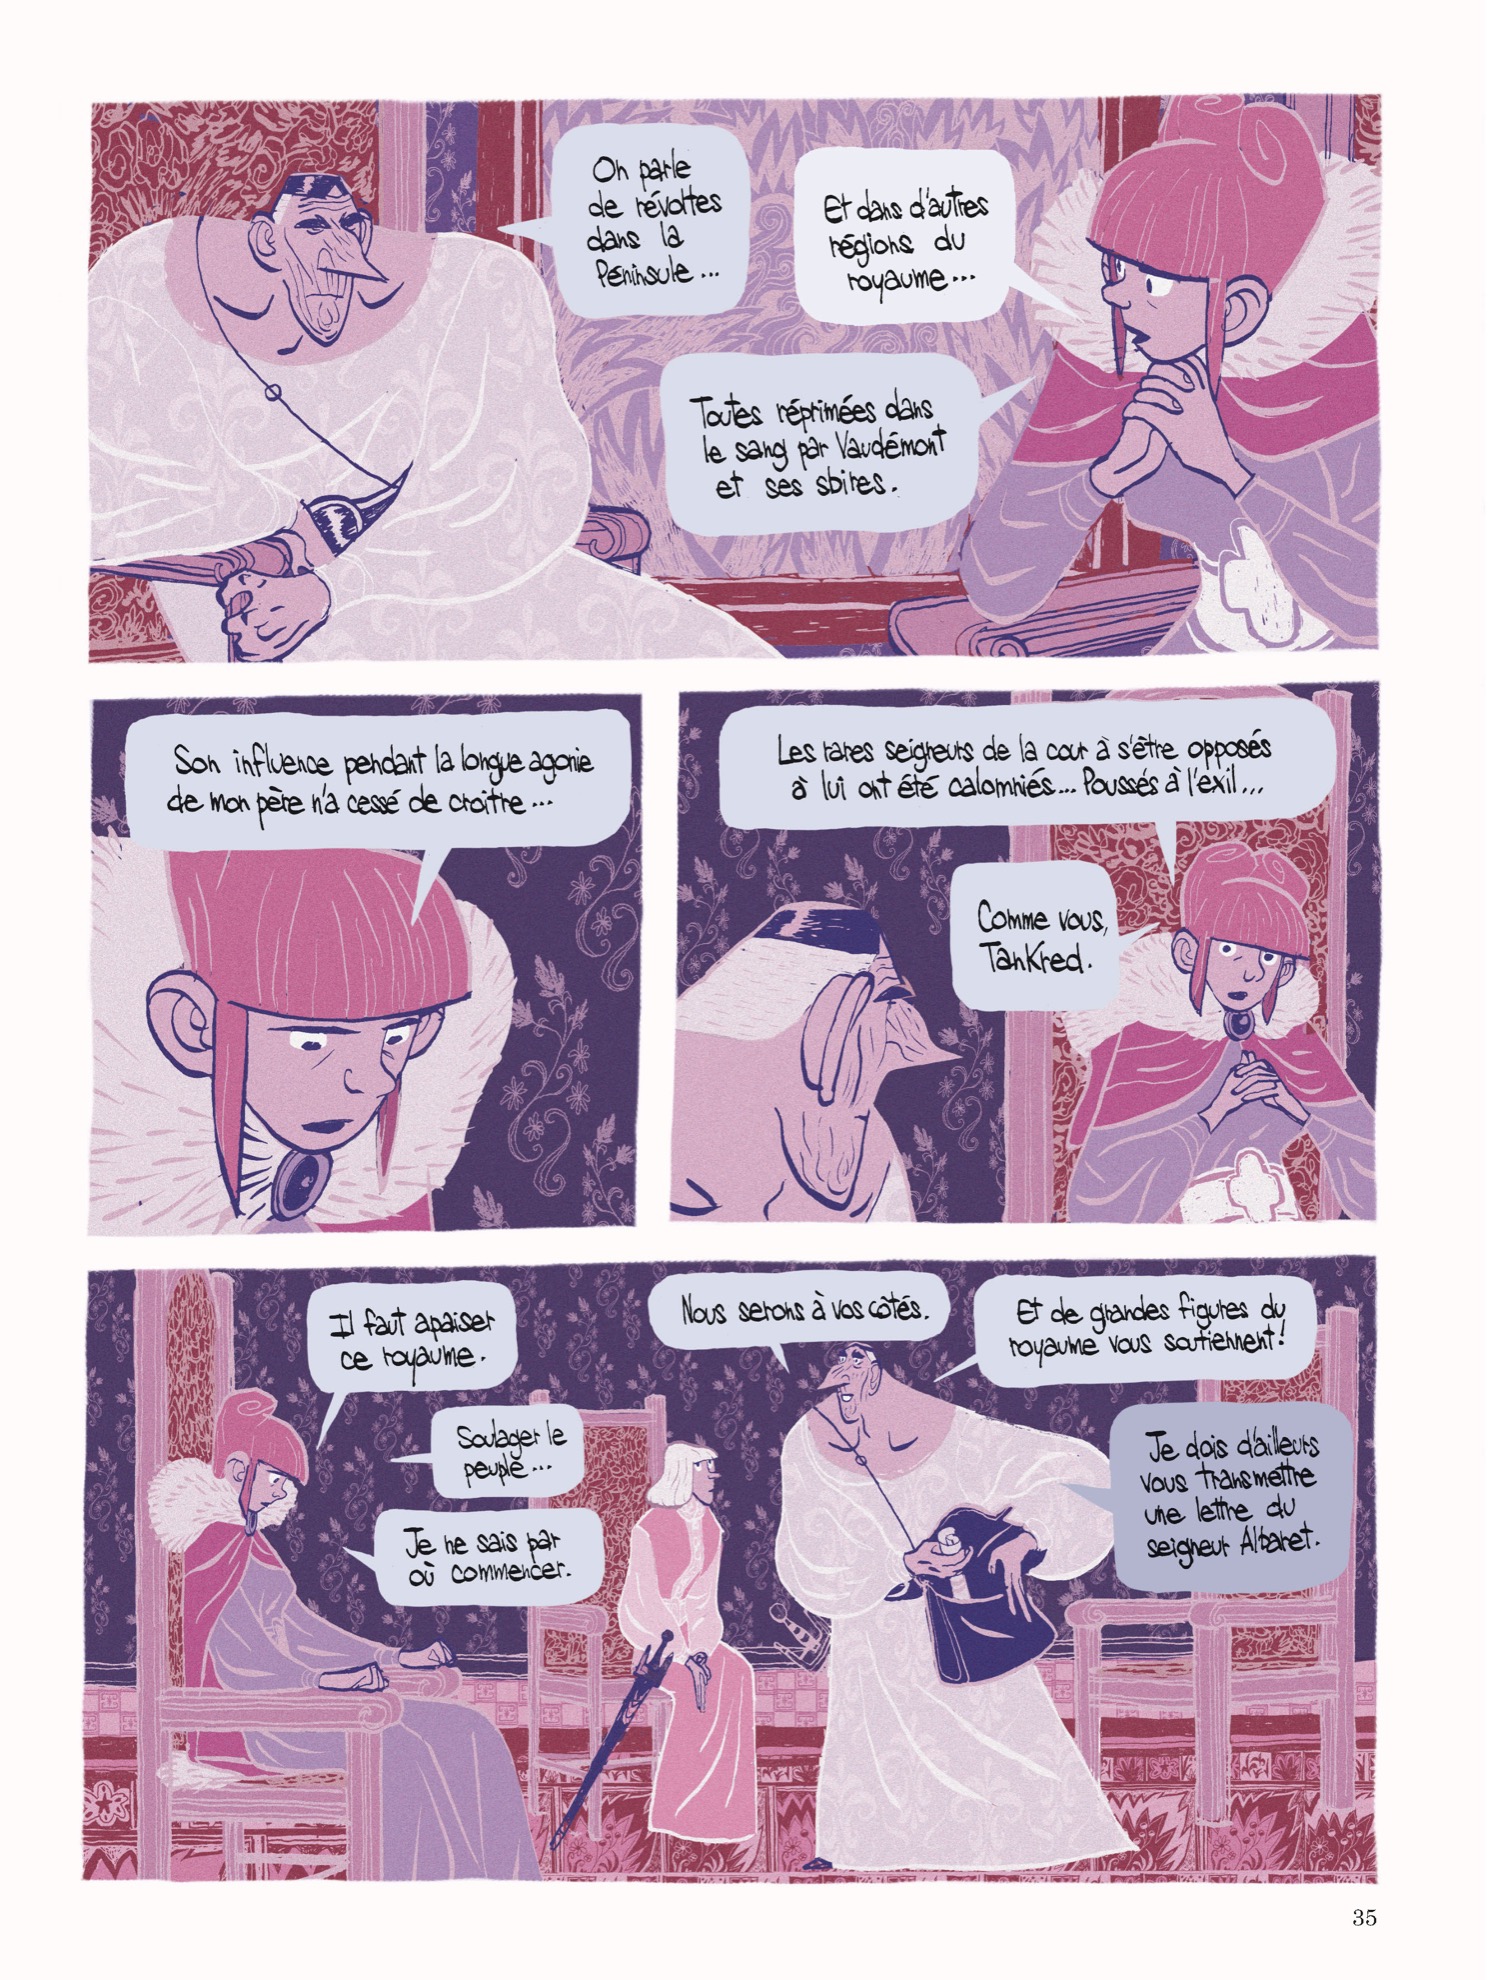 On parle
de révoltes
dans la
Péninsule...
Et dans d'autres
régions du
royaume...
Toutes réprimées dans
le sang par Vaudémont
et ses sbires.
Son influence pendant la longue agonie
de mon père n'a cessé de croitre...
Les rares seigneurs de la cour à s'être opposés
à lui ont été calomniés... Poussés à l'exil...
Comme vous,
Tankred.
Il faut apaiser
ce royaume.
Soulager le
peuple...
Je ne sais par
où commencer.
Nous serons à vos côtés.
Et de grandes figures du
royaume vous soutiennent!
Je dois d'ailleurs
vous transmettre
une lettre du
seigneur Albaret.
35